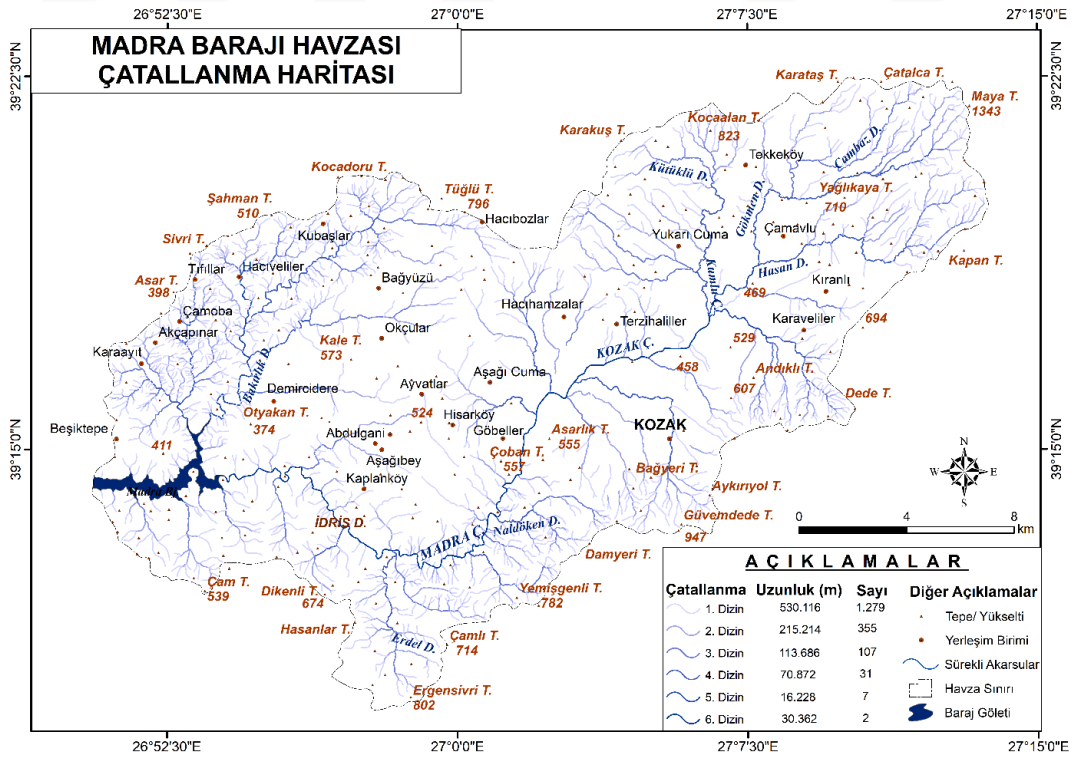 26°52'30"E 27°0'0"E 27°7'30"E 27°15'0"E
MADRA BARAJI HAVZASI
ÇATALLANMA HARİTASI
39°22'30"N
39°22'30"N
Karataş T.
Çatalca T.
Maya T.
1343
Kocaalan T.
823
Karakuş T.
Tekkeköy
Cambaz D.
Kütüklü D.
Kocadoru T.
Tüğlü T.
796
Yağlıkaya T.
710
Şahman T.
510
Hacıbozlar
Kubaşlar
Yukarı Cuma
Gökniten D.
Çamavlu
Sivri T.
Hasan D.
Kapan T.
Tıfıllar
Hacıveliler
Asar T.
398
Bağyüzü
Kumlu Ç.
469
Kıranlı
Hacıhamzalar
Çamoba
Akçapınar
Okçular
Terzihaliller
Karaveliler
694
Karaayıt
Kale T.
573
KOZAK Ç.
529
458
Andıklı T.
607
Bakırlık D.
Demircidere
Ayvatlar
Aşağı Cuma
Dede T.
Otyakan T.
374
524
Hisarköy
Göbeller
Beşiktepe
411
Abdulgani
Asarlık T.
555
KOZAK
39°15'0"N
39°15'0"N
Aşağıbey
Çoban T.
557
Bağyeri T.
Kaplanköy
Aykırıyol T.
Madra Brj.
İDRİS D.
Güvemdede T.
947
N
W E
S
0 4 8
km
MADRA Ç.
Naldöken D.
Damyeri T.
Çam T.
539
Dikenli T.
674
Yemişgenli T.
782
Hasanlar T.
Erdel D.
Çamlı T.
714
Ergensivri T.
802
AÇIKLAMALAR
Çatallanma Uzunluk (m) Sayı Diğer Açıklamalar
1. Dizin 530.116 1.279 Tepe/ Yükselti
2. Dizin 215.214 355 Yerleşim Birimi
3. Dizin 113.686 107 Sürekli Akarsular
4. Dizin 70.872 31 Havza Sınırı
5. Dizin 16.228 7 Baraj Göleti
6. Dizin 30.362 2
26°52'30"E 27°0'0"E 27°7'30"E 27°15'0"E